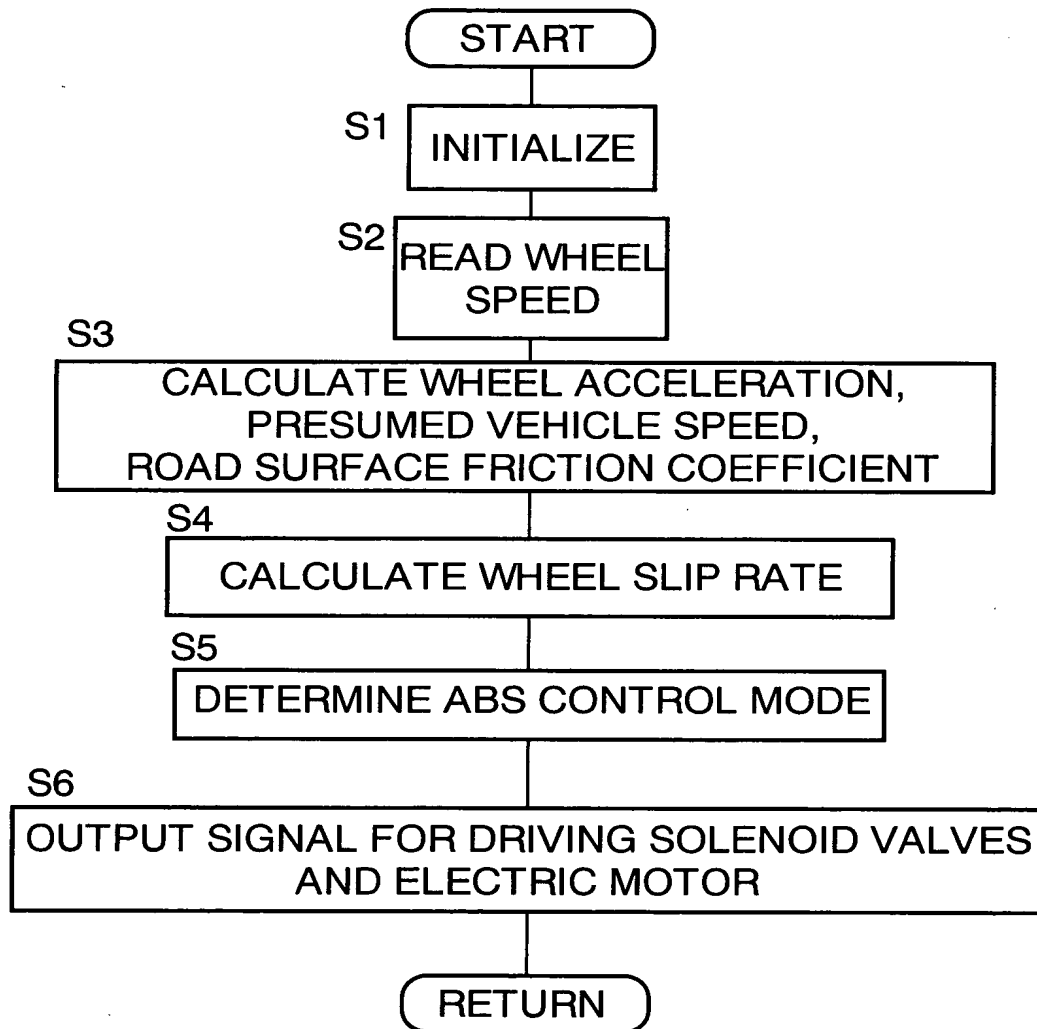 START
S1
INITIALIZE
S2
READ WHEEL
SPEED
S3
CALCULATE WHEEL ACCELERATION,
PRESUMED VEHICLE SPEED,
ROAD SURFACE FRICTION COEFFICIENT
S4
CALCULATE WHEEL SLIP RATE
S5
DETERMINE ABS CONTROL MODE
S6
OUTPUT SIGNAL FOR DRIVING SOLENOID VALVES
AND ELECTRIC MOTOR
RETURN